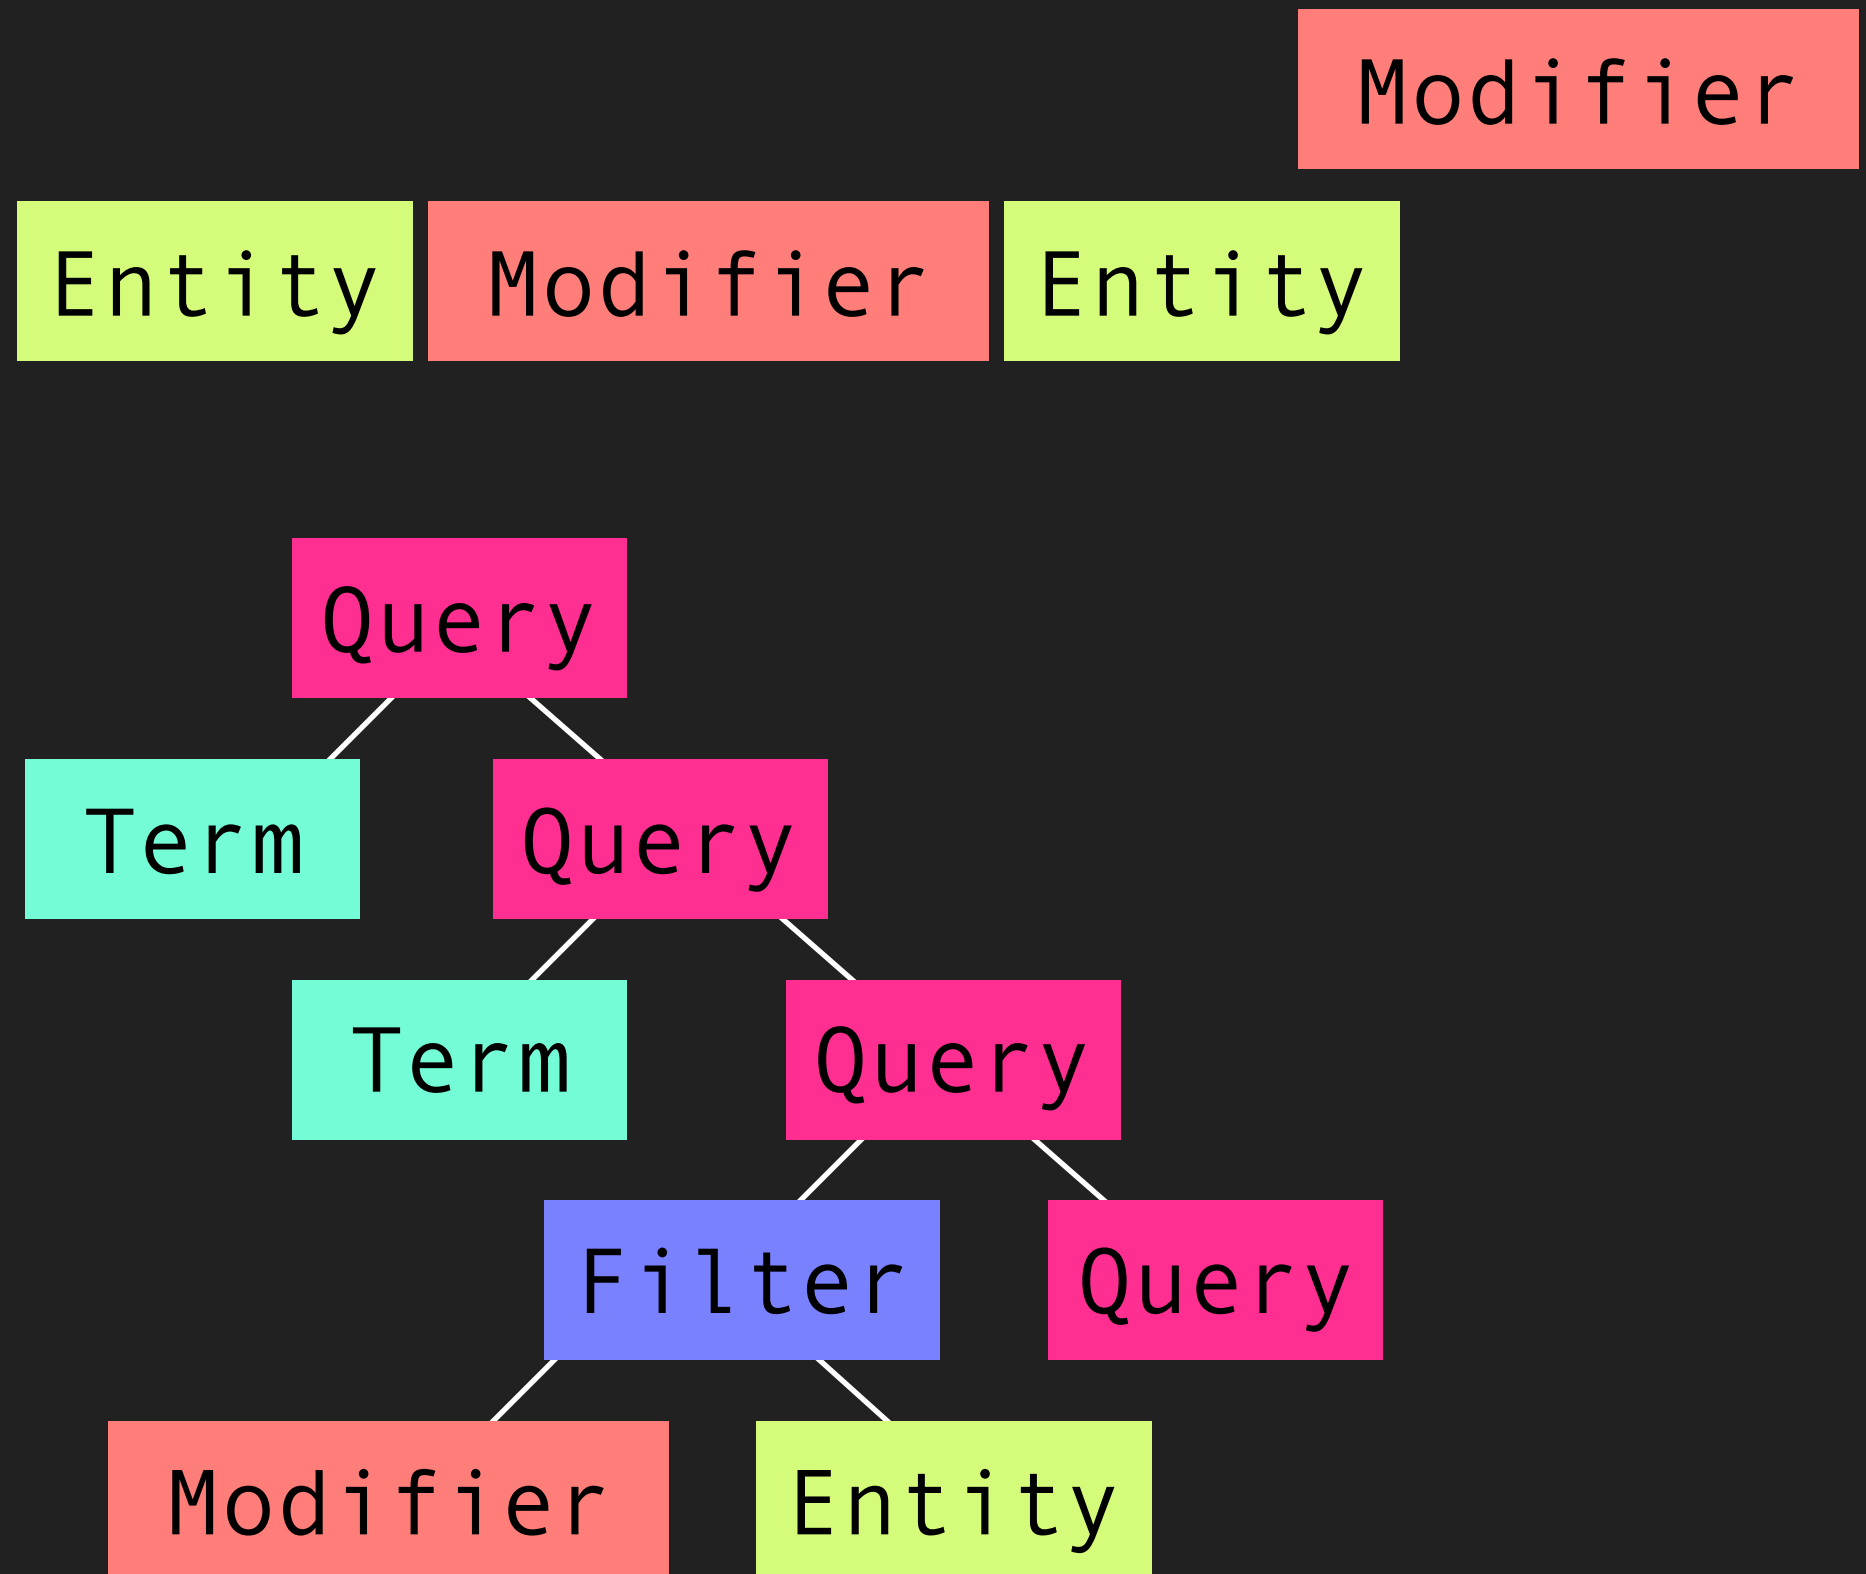 Modifier
Entity Modifier Entity
Query
Term Query
Term Query
Filter Query
Modifier Entity